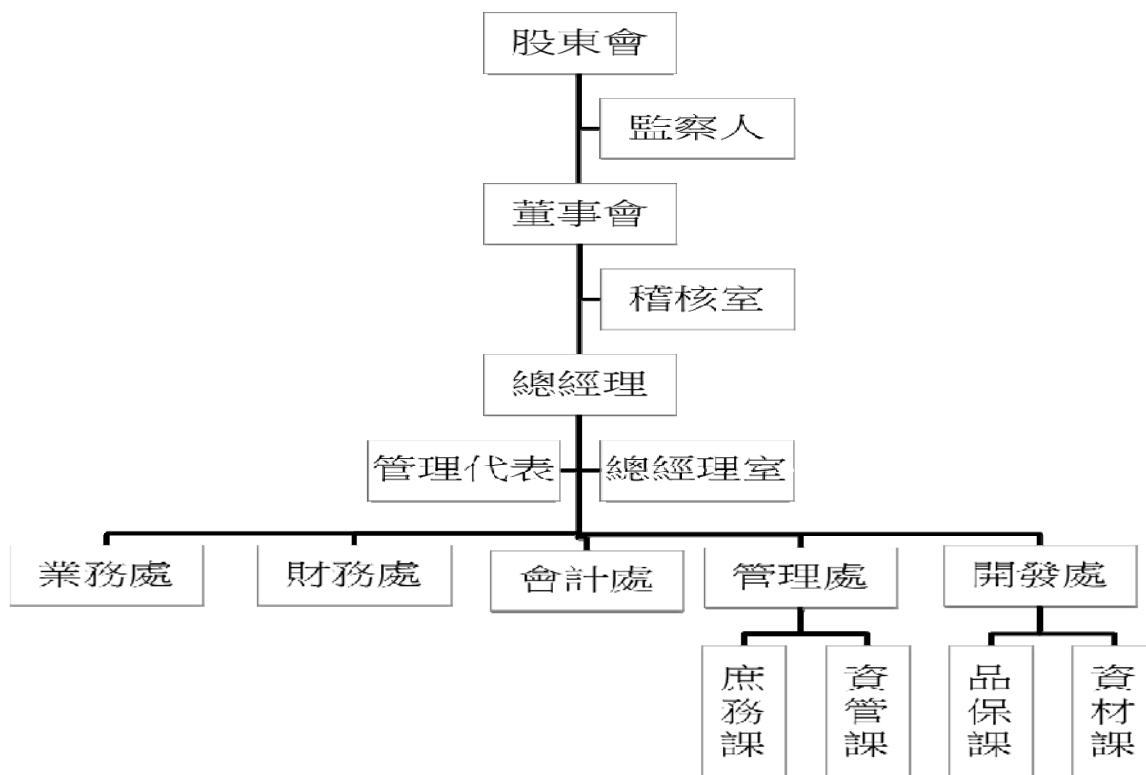 股東會
監察人
董事會
稽核室
總經理
管理代表
總經理室
業務處
財務處
會計處
管理處
開發處
庶務課
資管課
品保課
資材課